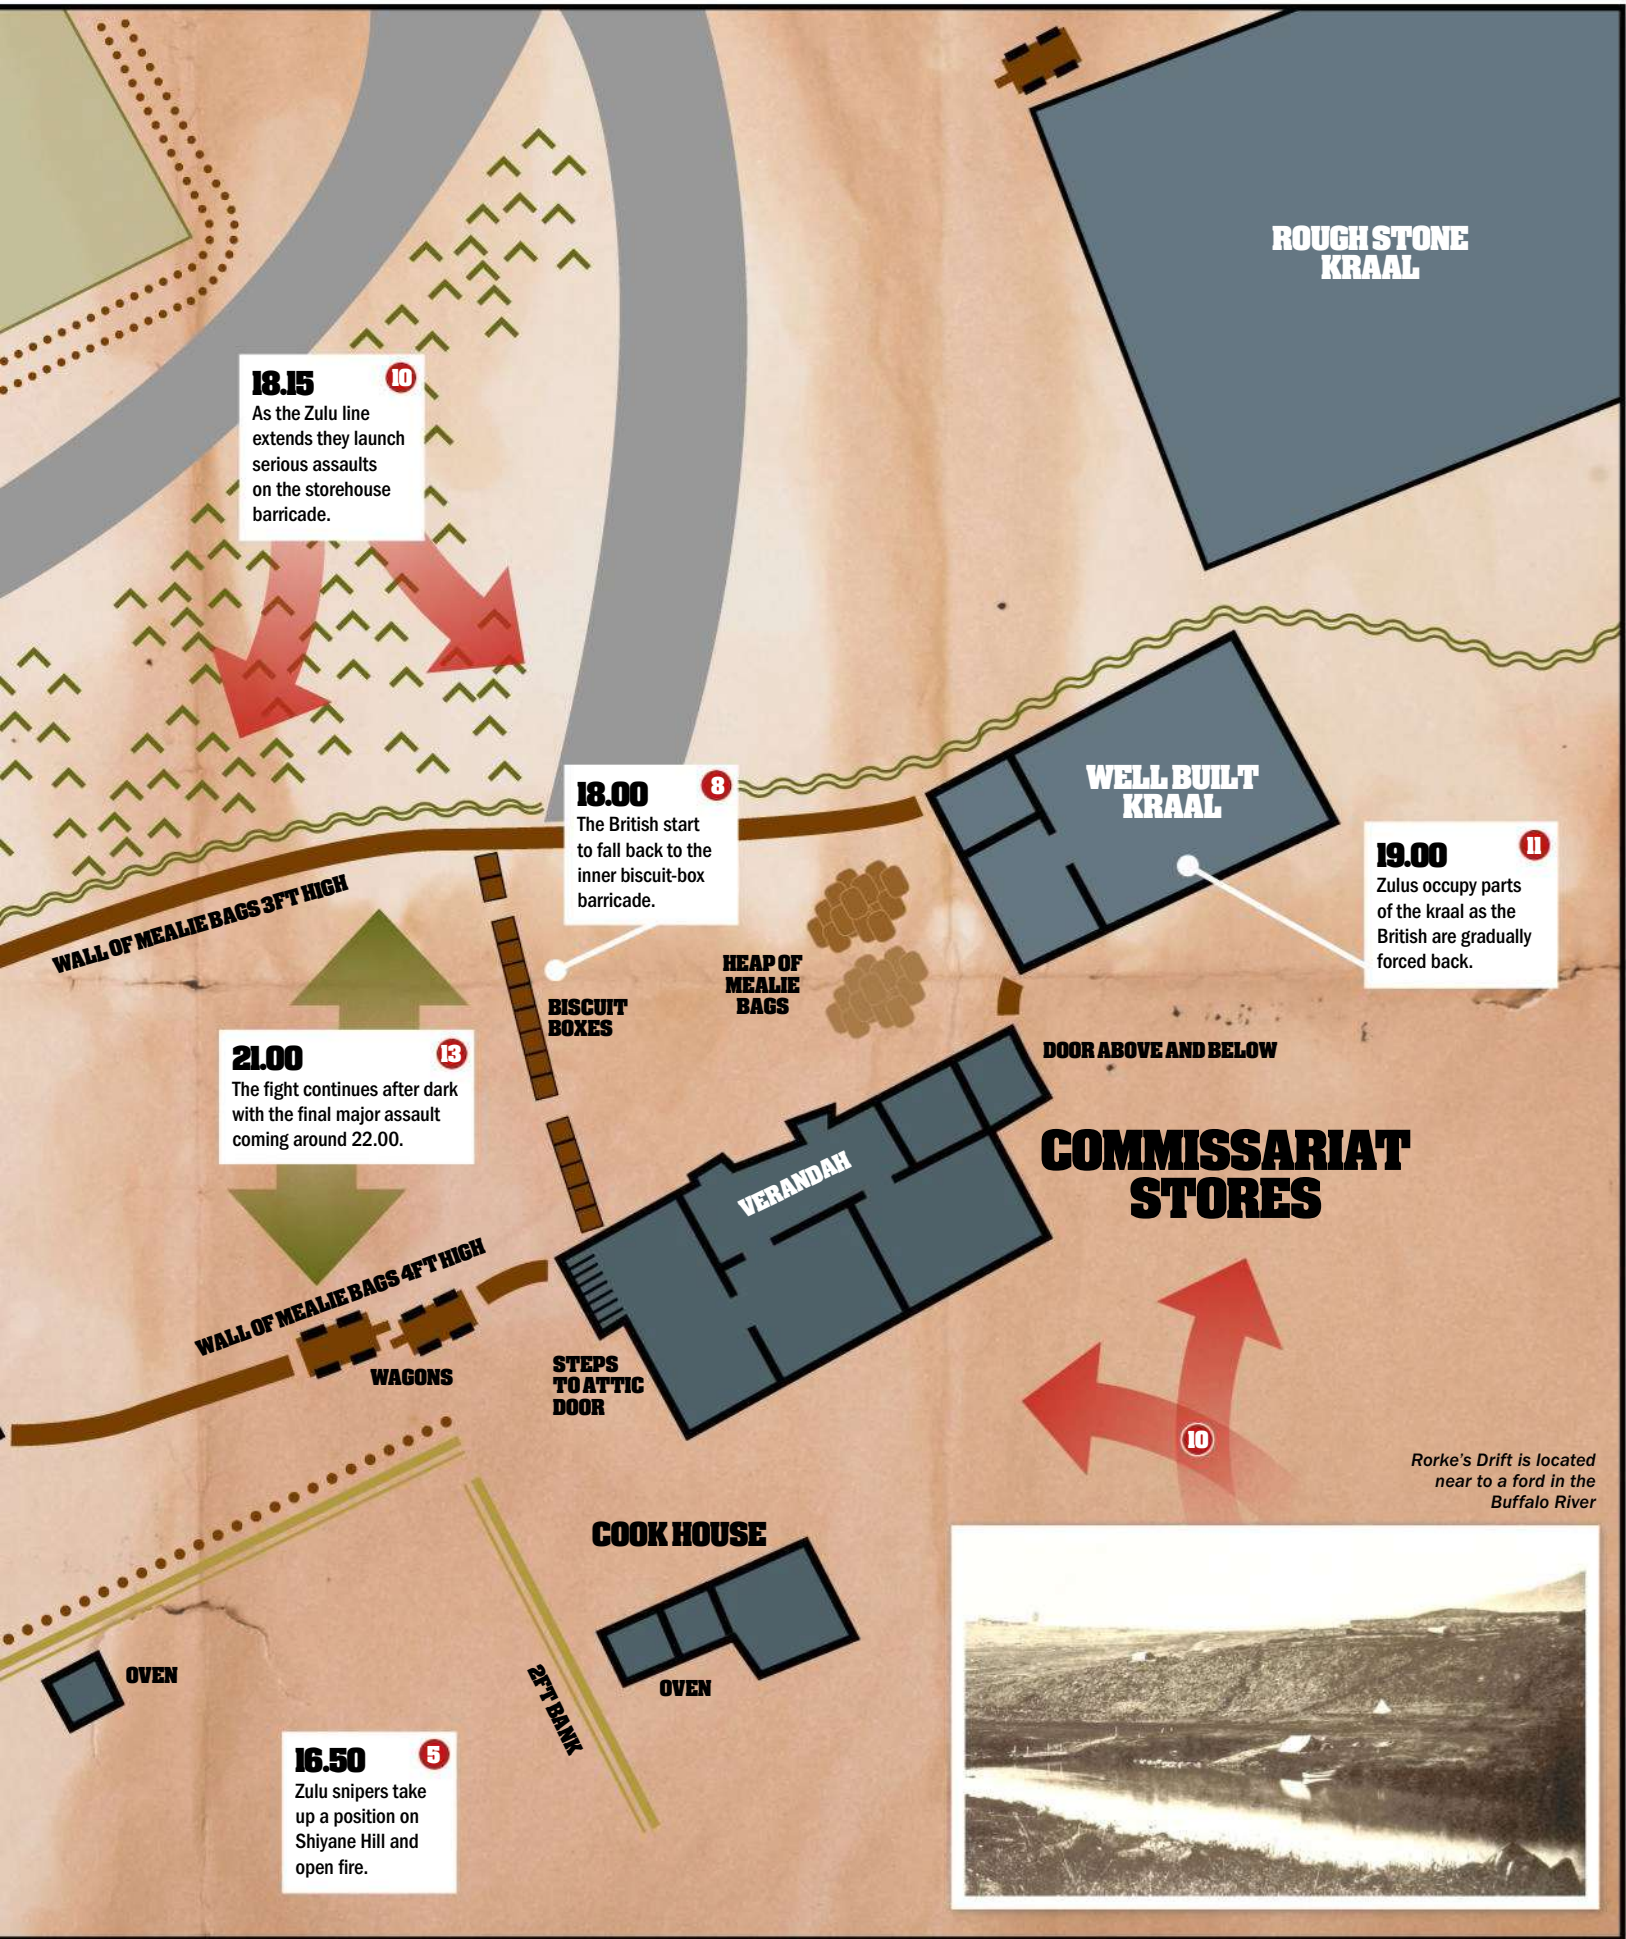 ROUGH STONE
KRAAL
18.15
10
As the Zulu line
extends they launch
serious assaults
on the storehouse
barricade.
18.00
8
The British start
to fall back to the
inner biscuit-box
barricade.
WELL BUILT
KRAAL
19.00
11
Zulus occupy parts
of the kraal as the
British are gradually
forced back.
WALL OF MEALIE BAGS 3FT HIGH
HEAP OF
MEALIE
BAGS
BISCUIT
BOXES
21.00
13
The fight continues after dark
with the final major assault
coming around 22.00.
DOOR ABOVE AND BELOW
COMMISSARIAT
STORES
VERANDAH
WALL OF MEALIE BAGS 4FT HIGH
WAGONS
STEPS
TO ATTIC
DOOR
10
Rorke's Drift is located
near to a ford in the
Buffalo River
COOK HOUSE
OVEN
OVEN
2FT BANK
16.50
5
Zulu snipers take
up a position on
Shiyane Hill and
open fire.